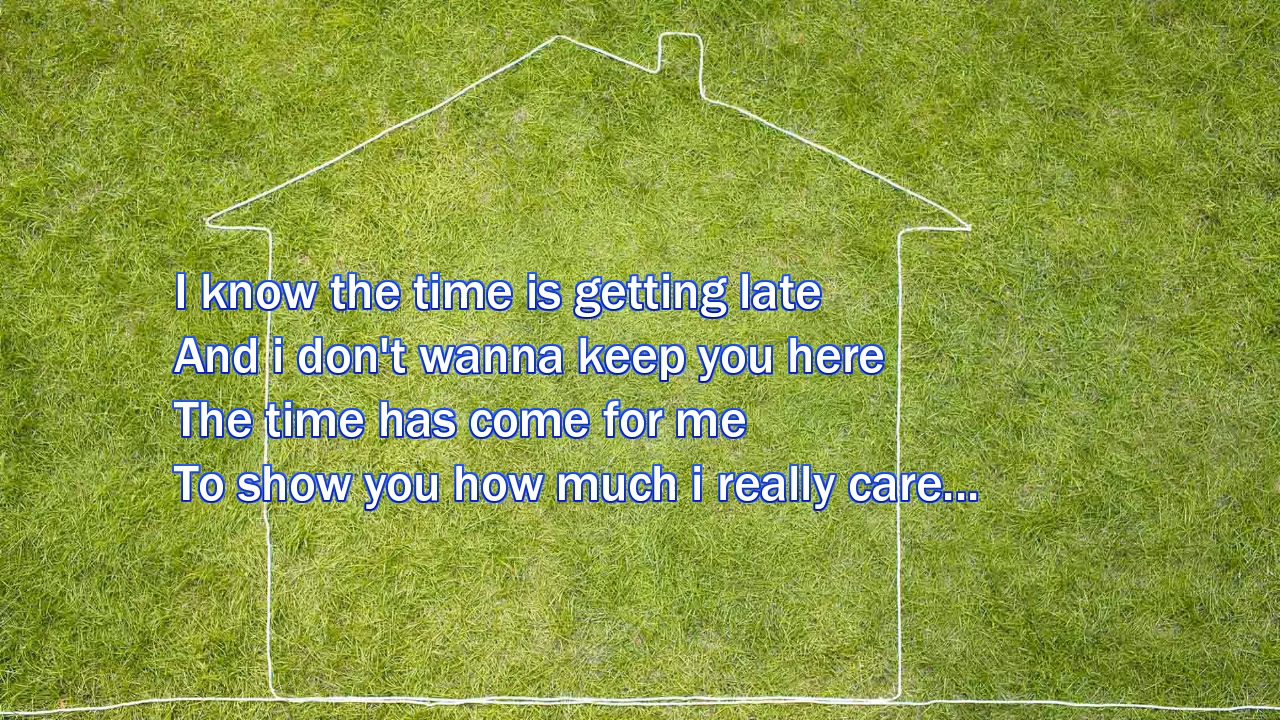 I know the time is getting late
And i don't wanna keep you here
The time has come for me
To show you how much i really care...